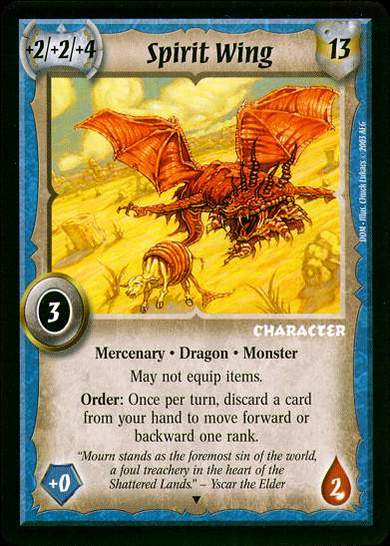 +2/+2/+4
Spirit Wing
13
UDM • Illus. Chuck Lukacs © 2003 AEG
3
CHARACTER
Mercenary • Dragon • Monster
May not equip items.
Order: Once per turn, discard a card
from your hand to move forward or
backward one rank.
"Mourn stands as the foremost sin of the world,
a foul treachery in the heart of the
Shattered Lands." – Yscar the Elder
+0
2